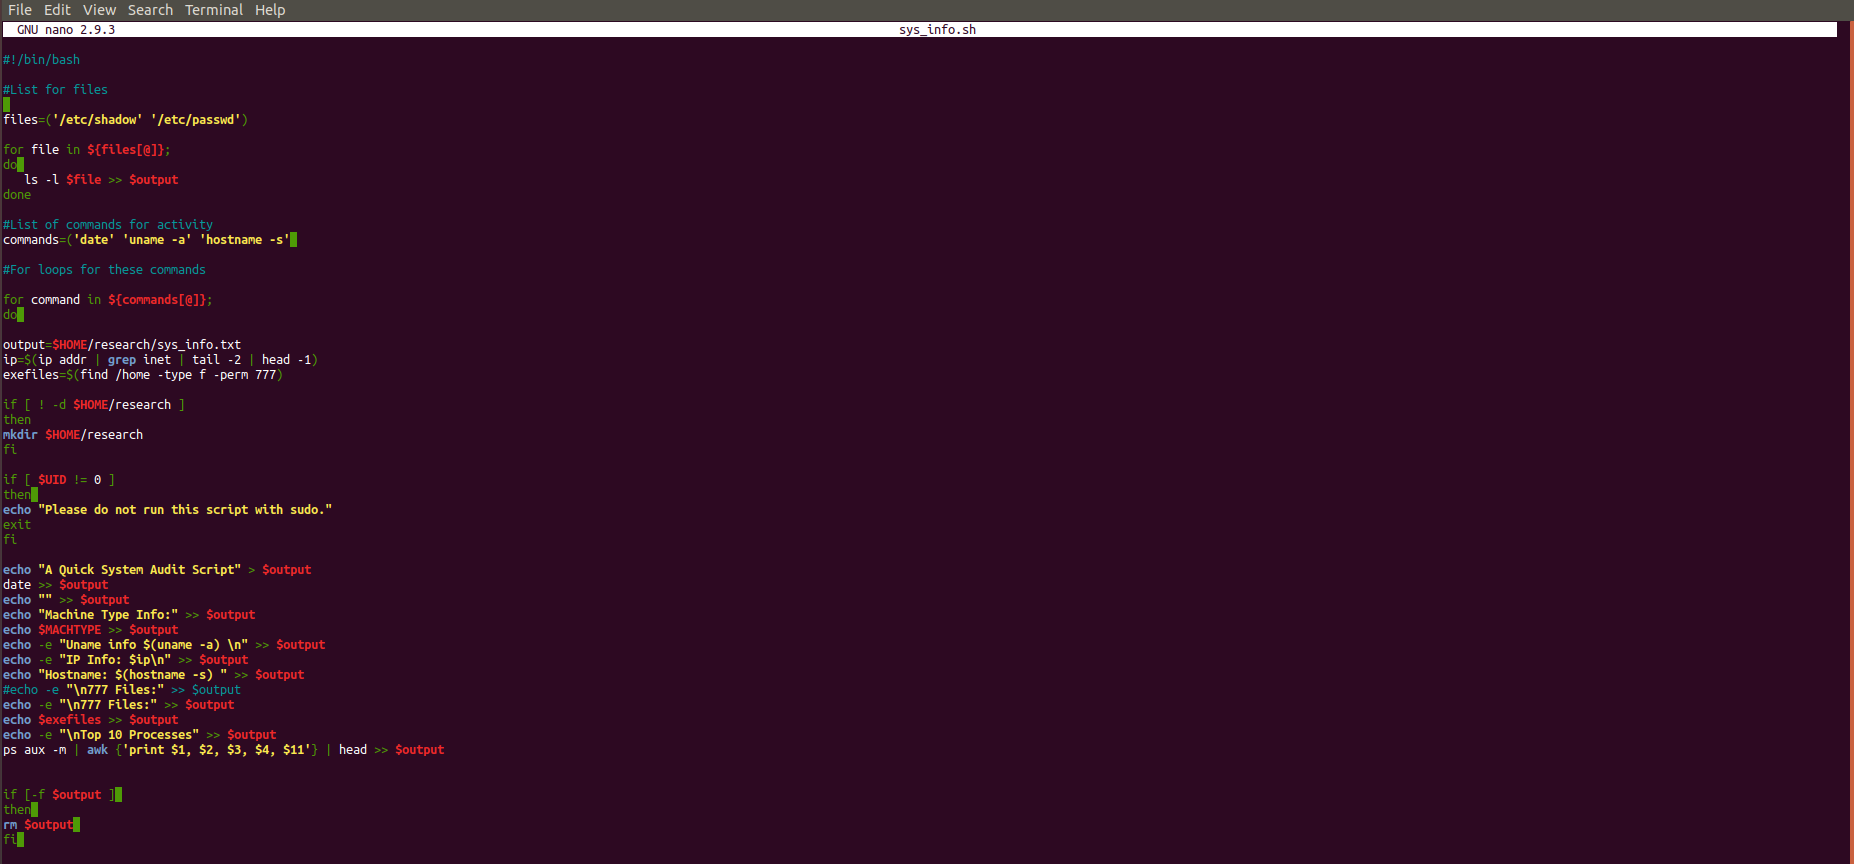 File Edit View Search Terminal Help
GNU nano 2.9.3 sys_info.sh
#!/bin/bash
#List for files
files=('/etc/shadow' '/etc/passwd')
for file in ${files[@]};
do
ls -l $file >> $output
done
#List of commands for activity
commands=('date' 'uname -a' 'hostname -s'
#For loops for these commands
for command in ${commands[@]};
do
output=$HOME/research/sys_info.txt
ip=$(ip addr | grep inet | tail -2 | head -1)
exefiles=$(find /home -type f -perm 777)
if [ ! -d $HOME/research ]
then
mkdir $HOME/research
fi
if [ $UID != 0 ]
then
echo "Please do not run this script with sudo."
exit
fi
echo "A Quick System Audit Script" > $output
date >> $output
echo "" >> $output
echo "Machine Type Info:" >> $output
echo $MACHTYPE >> $output
echo -e "Uname info $(uname -a) \n" >> $output
echo -e "IP Info: $ip\n" >> $output
echo "Hostname: $(hostname -s) " >> $output
#echo -e "\n777 Files:" >> $output
echo -e "\n777 Files:" >> $output
echo $exefiles >> $output
echo -e "\nTop 10 Processes" >> $output
ps aux -m | awk {'print $1, $2, $3, $4, $11'} | head >> $output
if [-f $output ]
then
rm $output
fi